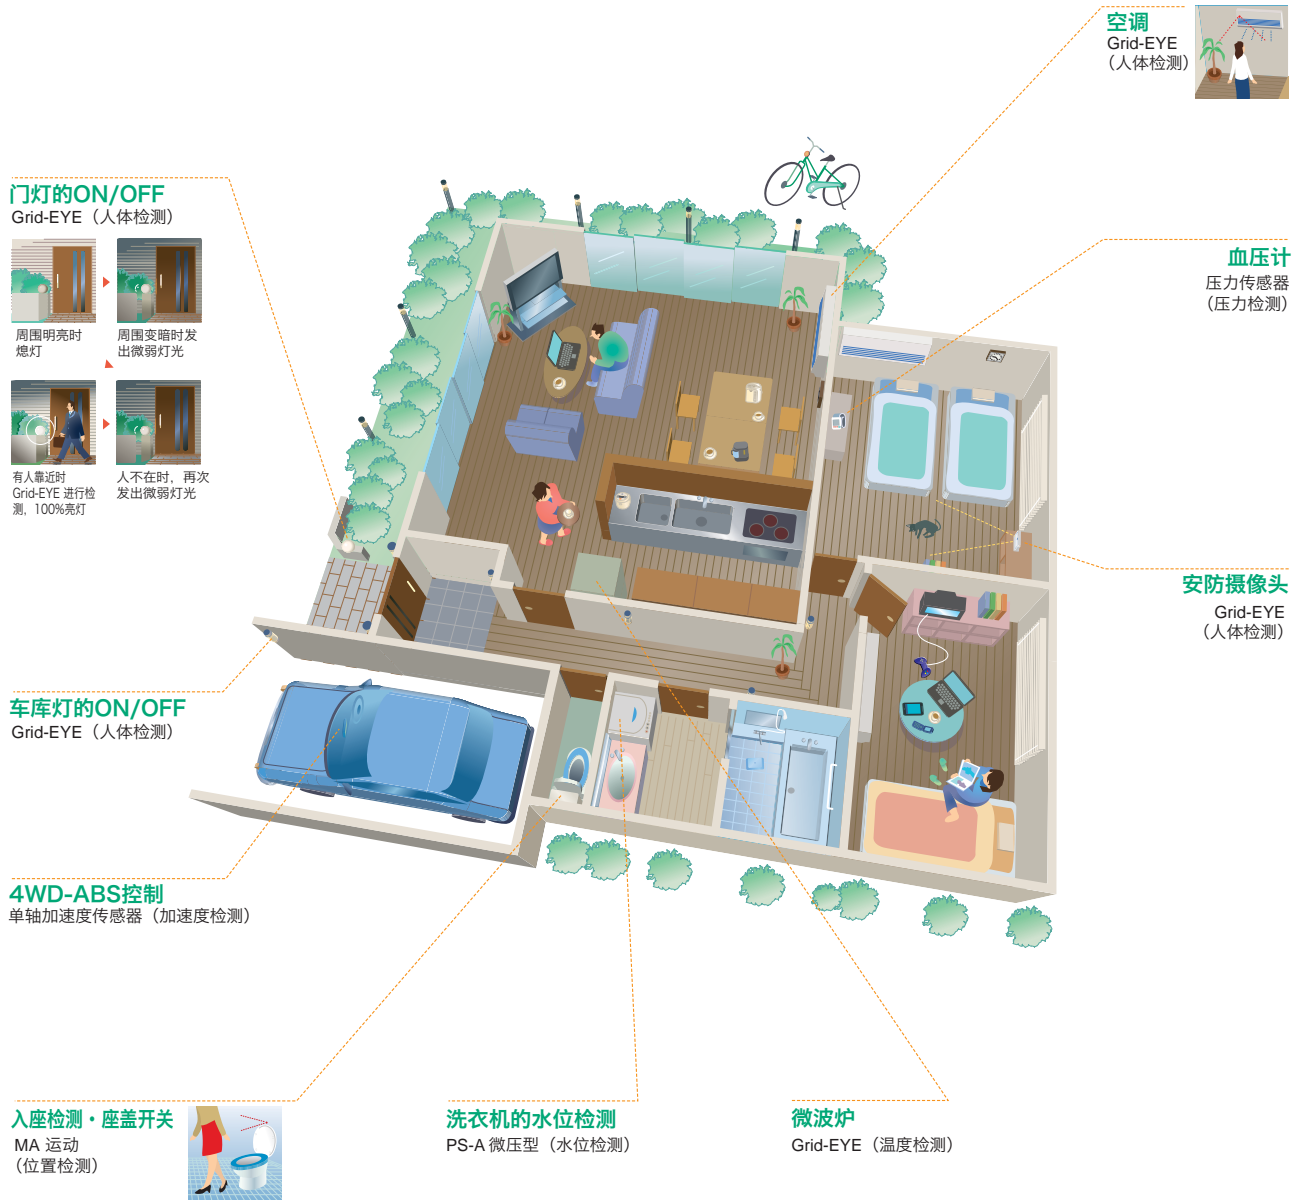 空调
Grid-EYE
（人体检测）
门灯的ON/OFF
Grid-EYE（人体检测）
周围明亮时
熄灯
周围变暗时发
出微弱灯光
有人靠近时
Grid-EYE 进行检
测，100%亮灯
人不在时，再次
发出微弱灯光
血压计
压力传感器
（压力检测）
安防摄像头
Grid-EYE
（人体检测）
车库灯的ON/OFF
Grid-EYE（人体检测）
4WD-ABS控制
单轴加速度传感器（加速度检测）
入座检测・座盖开关
MA 运动
（位置检测）
洗衣机的水位检测
PS-A 微压型（水位检测）
微波炉
Grid-EYE（温度检测）